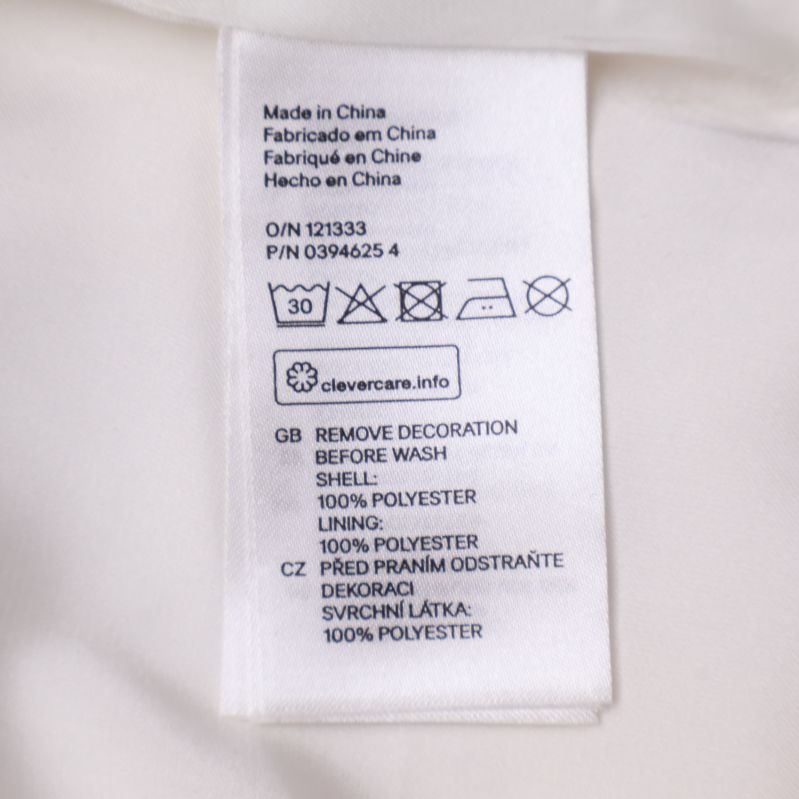 Made in China
Fabricado em China
Fabriqué en Chine
Hecho en China
O/N 121333
P/N 0394625 4
30
clevercare.info
GB REMOVE DECORATION
BEFORE WASH
SHELL:
100% POLYESTER
LINING:
100% POLYESTER
CZ PŘED PRANÍM ODSTRAŇTE
DEKORACI
SVRCHNÍ LÁTKA:
100% POLYESTER